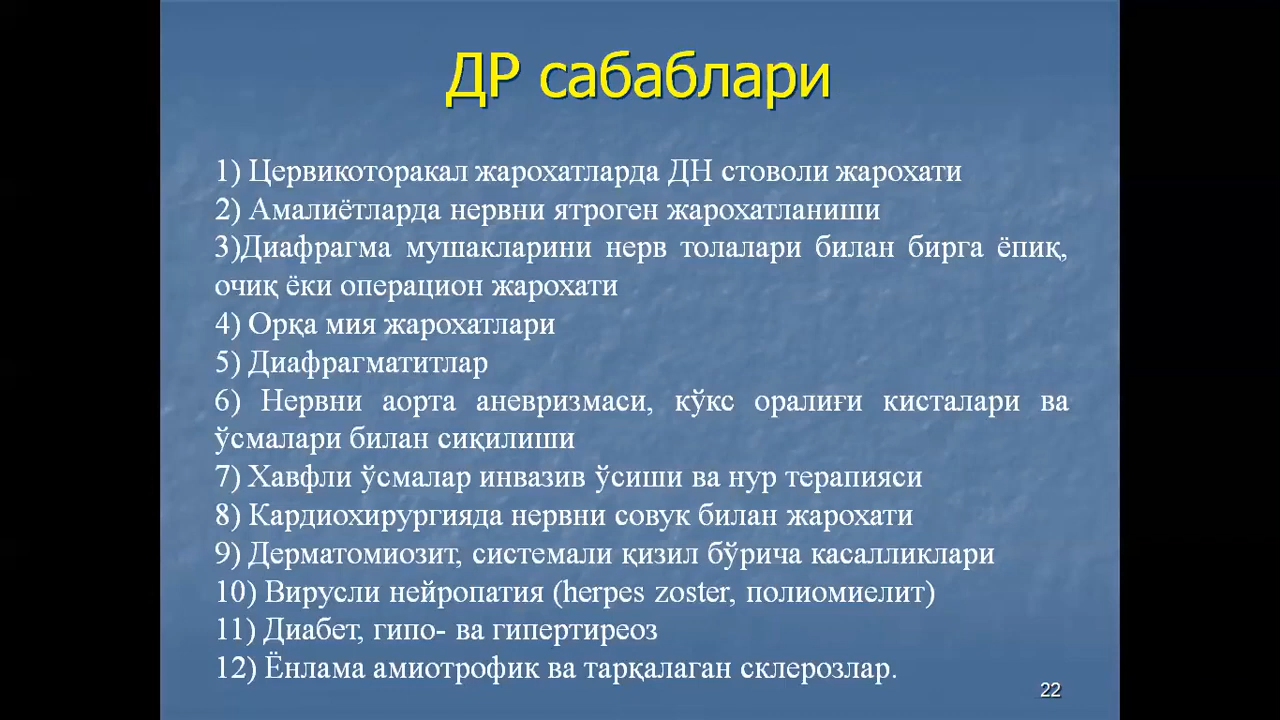 ДР сабаблари
1) Цервикоторакал жарохатларда ДН стоволи жарохати
2) Амалиётларда нервни ятроген жарохатланиши
3)Диафрагма мушакларини нерв толалари билан бирга ёпиқ,
очиқ ёки операцион жарохати
4) Орқа мия жарохатлари
5) Диафрагматитлар
6) Нервни аорта аневризмаси, кўкс оралиғи кисталари ва
ўсмалари билан сиқилиши
7) Хавфли ўсмалар инвазив ўсиши ва нур терапияси
8) Кардиохирургияда нервни совук билан жарохати
9) Дерматомиозит, системали қизил бўрича касалликлари
10) Вирусли нейропатия (herpes zoster, полиомиелит)
11) Диабет, гипо- ва гипертиреоз
12) Ёнлама амиотрофик ва тарқалаган склерозлар.
22